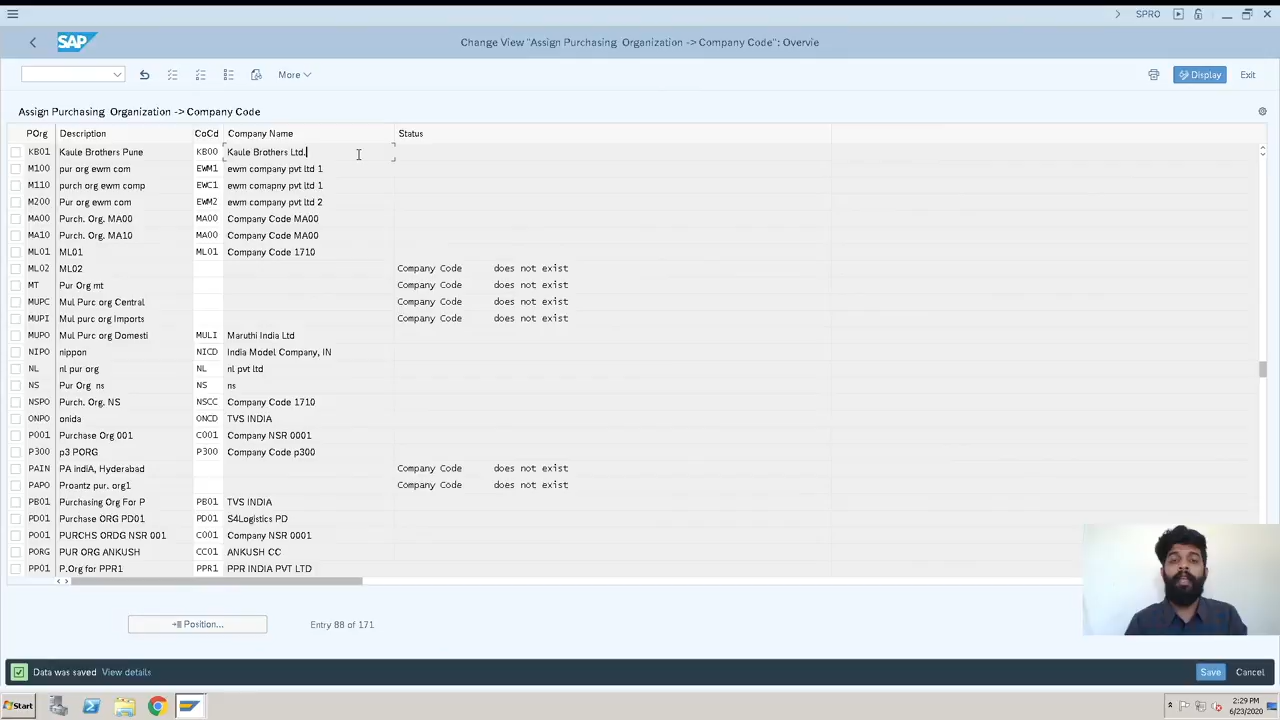 SPRO
SAP
Change View "Assign Purchasing Organization -> Company Code": Overvie
More
Display
Exit
Assign Purchasing Organization -> Company Code
POrg Description CoCd Company Name Status
KB01 Kaule Brothers Pune KB00 Kaule Brothers Ltd.
M100 pur org ewm com EWM1 ewm company pvt ltd 1
M110 purch org ewm comp EWC1 ewm comapny pvt ltd 1
M200 Pur org ewm com EWM2 ewm company pvt ltd 2
MA00 Purch. Org. MA00 MA00 Company Code MA00
MA10 Purch. Org. MA10 MA00 Company Code MA00
ML01 ML01 ML01 Company Code 1710
ML02 ML02 Company Code does not exist
MT Pur Org mt Company Code does not exist
MUPC Mul Purc org Central Company Code does not exist
MUPI Mul purc org Imports Company Code does not exist
MUPO Mul Purc org Domesti MULI Maruthi India Ltd
NIPO nippon NICD India Model Company, IN
NL nl pur org NL nl pvt ltd
NS Pur Org ns NS ns
NSPO Purch. Org. NS NSCC Company Code 1710
ONPO onida ONCD TVS INDIA
P001 Purchase Org 001 C001 Company NSR 0001
P300 p3 PORG P300 Company Code p300
PAIN PA indiA, Hyderabad Company Code does not exist
PAPO Proantz pur. org1 Company Code does not exist
PB01 Purchasing Org For P PB01 TVS INDIA
PD01 Purchase ORG PD01 PD01 S4Logistics PD
PO01 PURCHS ORDG NSR 001 C001 Company NSR 0001
PORG PUR ORG ANKUSH CC01 ANKUSH CC
PP01 P.Org for PPR1 PPR1 PPR INDIA PVT LTD
Position... Entry 88 of 171
Data was saved View details Save Cancel
Start
2:29 PM
6/23/2020